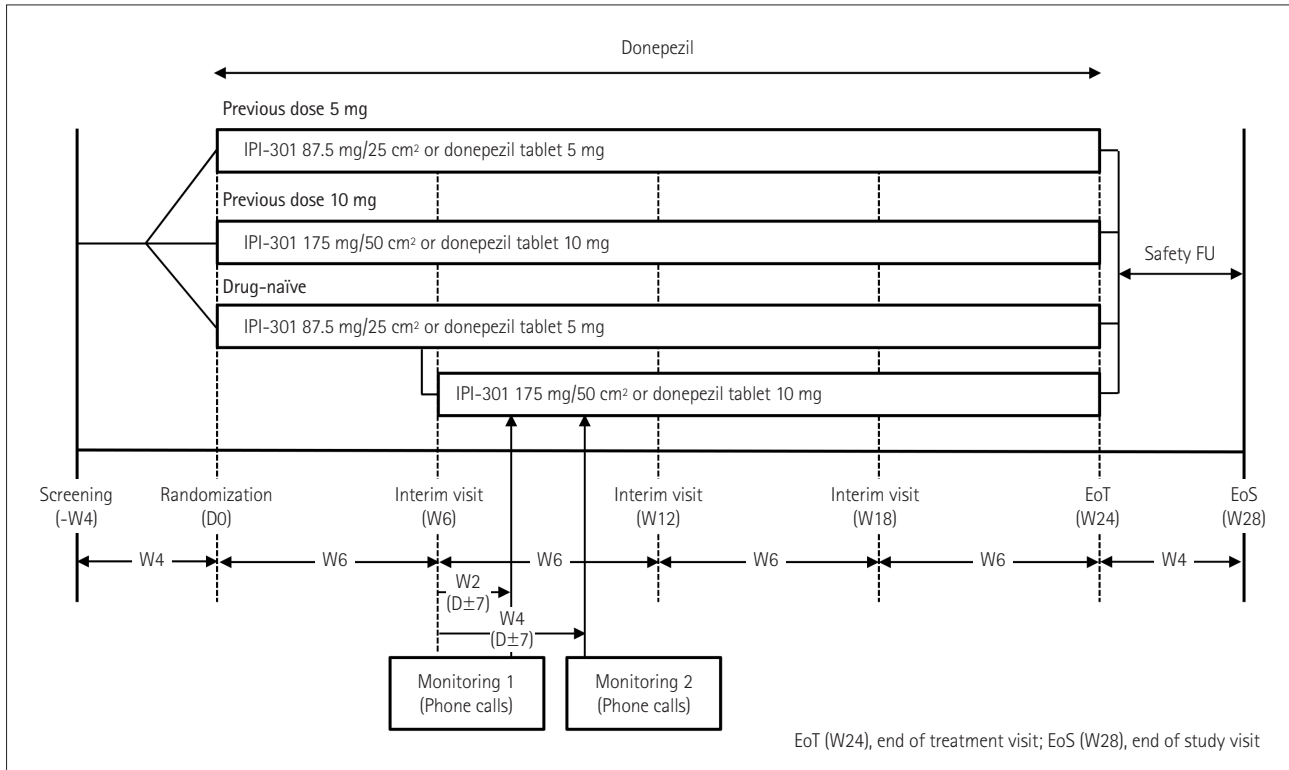 Donepezil
Previous dose 5 mg
IPI-301 87.5 mg/25 cm² or donepezil tablet 5 mg
Previous dose 10 mg
IPI-301 175 mg/50 cm² or donepezil tablet 10 mg
Safety FU
Drug-naïve
IPI-301 87.5 mg/25 cm² or donepezil tablet 5 mg
IPI-301 175 mg/50 cm² or donepezil tablet 10 mg
Screening
(-W4)
Randomization
(D0)
Interim visit
(W6)
Interim visit
(W12)
Interim visit
(W18)
EoT
(W24)
EoS
(W28)
W4
W6
W6
W6
W6
W4
W2
(D±7)
W4
(D±7)
Monitoring 1
(Phone calls)
Monitoring 2
(Phone calls)
EoT (W24), end of treatment visit; EoS (W28), end of study visit